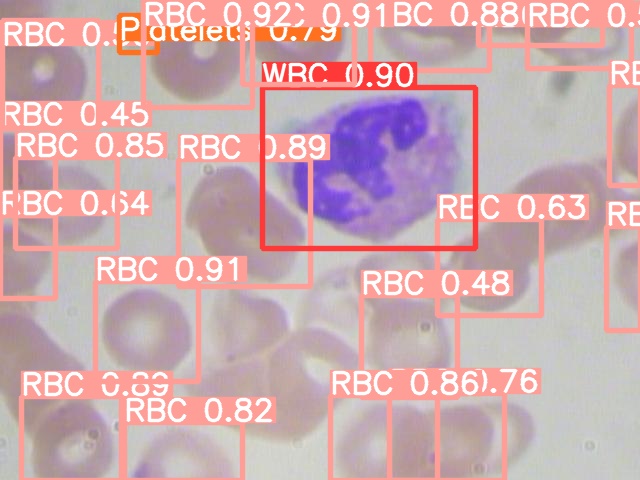 RBC 0.92
0.91
BC 0.88
RBC 0.
RBC 0.
Platelets 0.79
WBC 0.90
RBC 0.45
RBC 0.85
RBC 0.89
RBC 0.64
RBC 0.63
RBC 0.91
RBC 0.48
RBC 0.89
RBC 0.86
.76
RBC 0.82